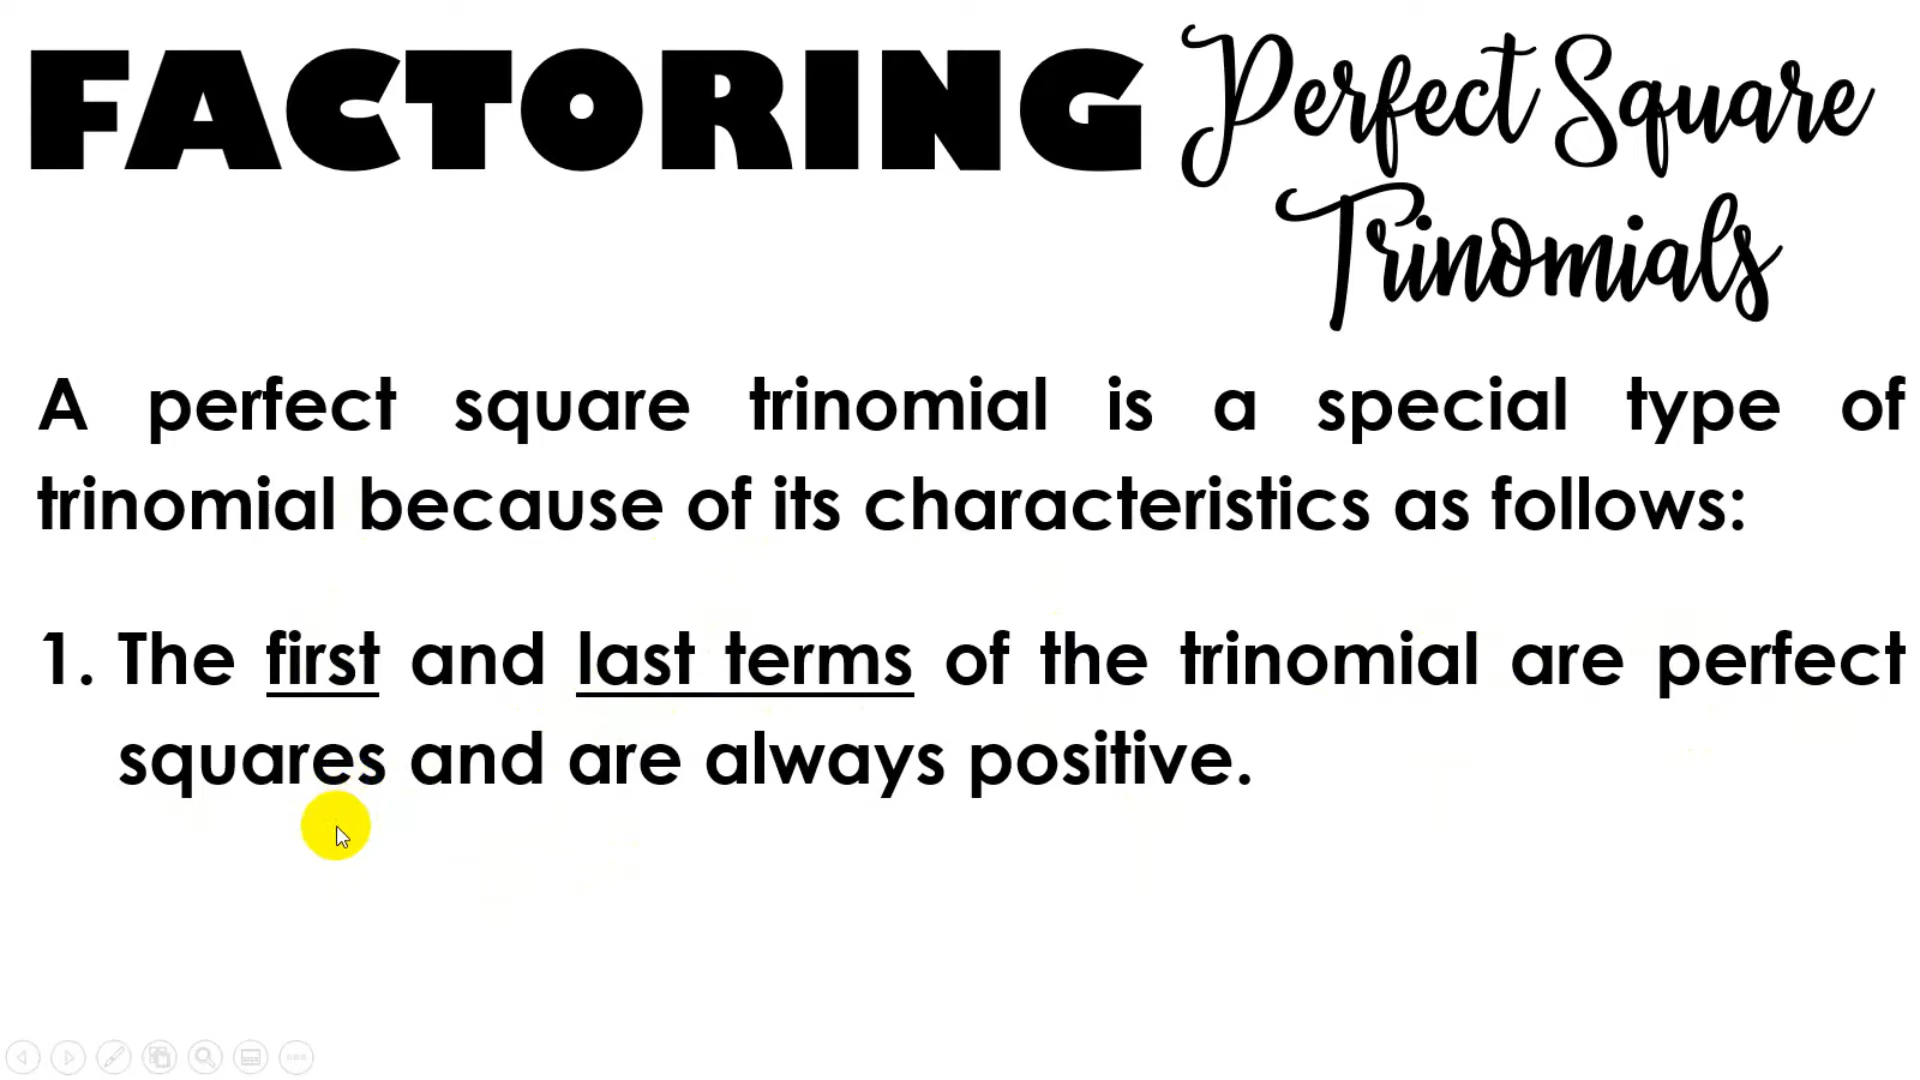 FACTORING Perfect Square
Trinomials
A perfect square trinomial is a special type of
trinomial because of its characteristics as follows:
1. The first and last terms of the trinomial are perfect
squares and are always positive.